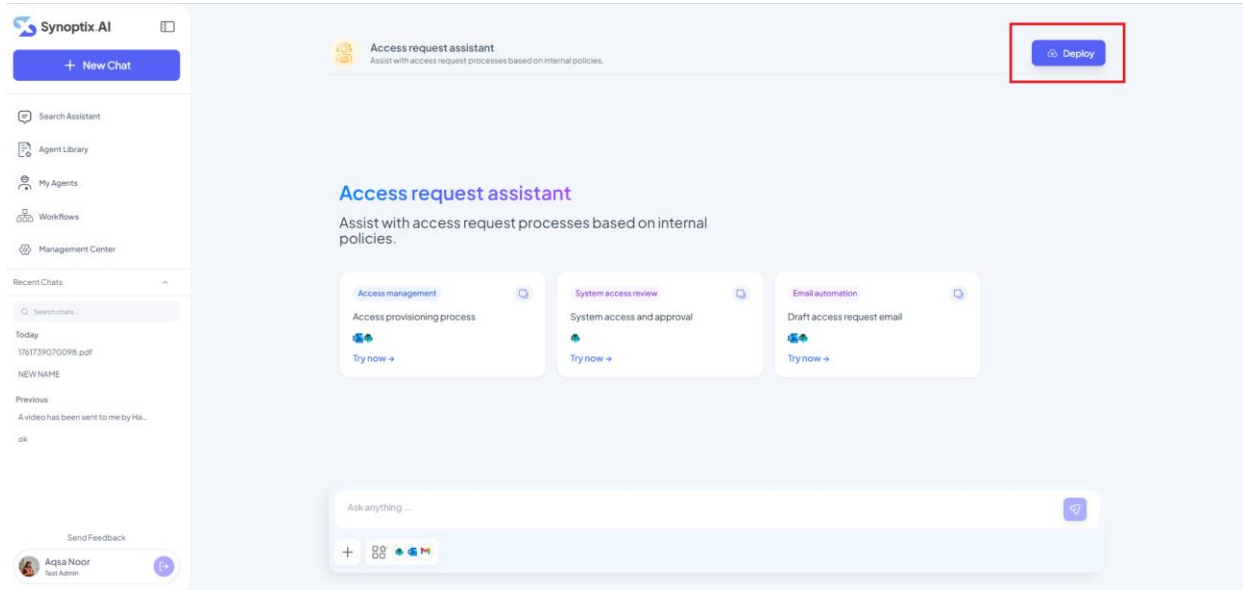 Synoptix.AI
+ New Chat
Search Assistant
Agent Library
My Agents
Workflows
Management Center
Recent Chats
Search chats...
Today
1761739070098.pdf
NEW NAME
Previous
A video has been sent to me by Ha...
ok
Send Feedback
Aqsa Noor
Test Admin
Access request assistant
Assist with access request processes based on internal policies.
Deploy
Access request assistant
Assist with access request processes based on internal
policies.
Access management
Access provisioning process
Try now →
System access review
System access and approval
Try now →
Email automation
Draft access request email
Try now →
Ask anything ...